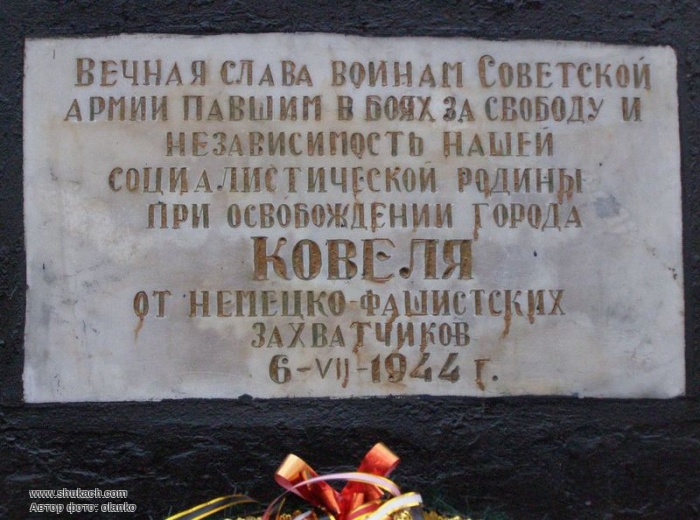 Вечная слава воинам Советской
армии павшим в боях за свободу и
независимость нашей
социалистической родины
при освобождении города
КОВЕЛЯ
от немецко-фашистских
захватчиков
6-VII-1944 г.
www.shukach.com
Автор фото: olanko